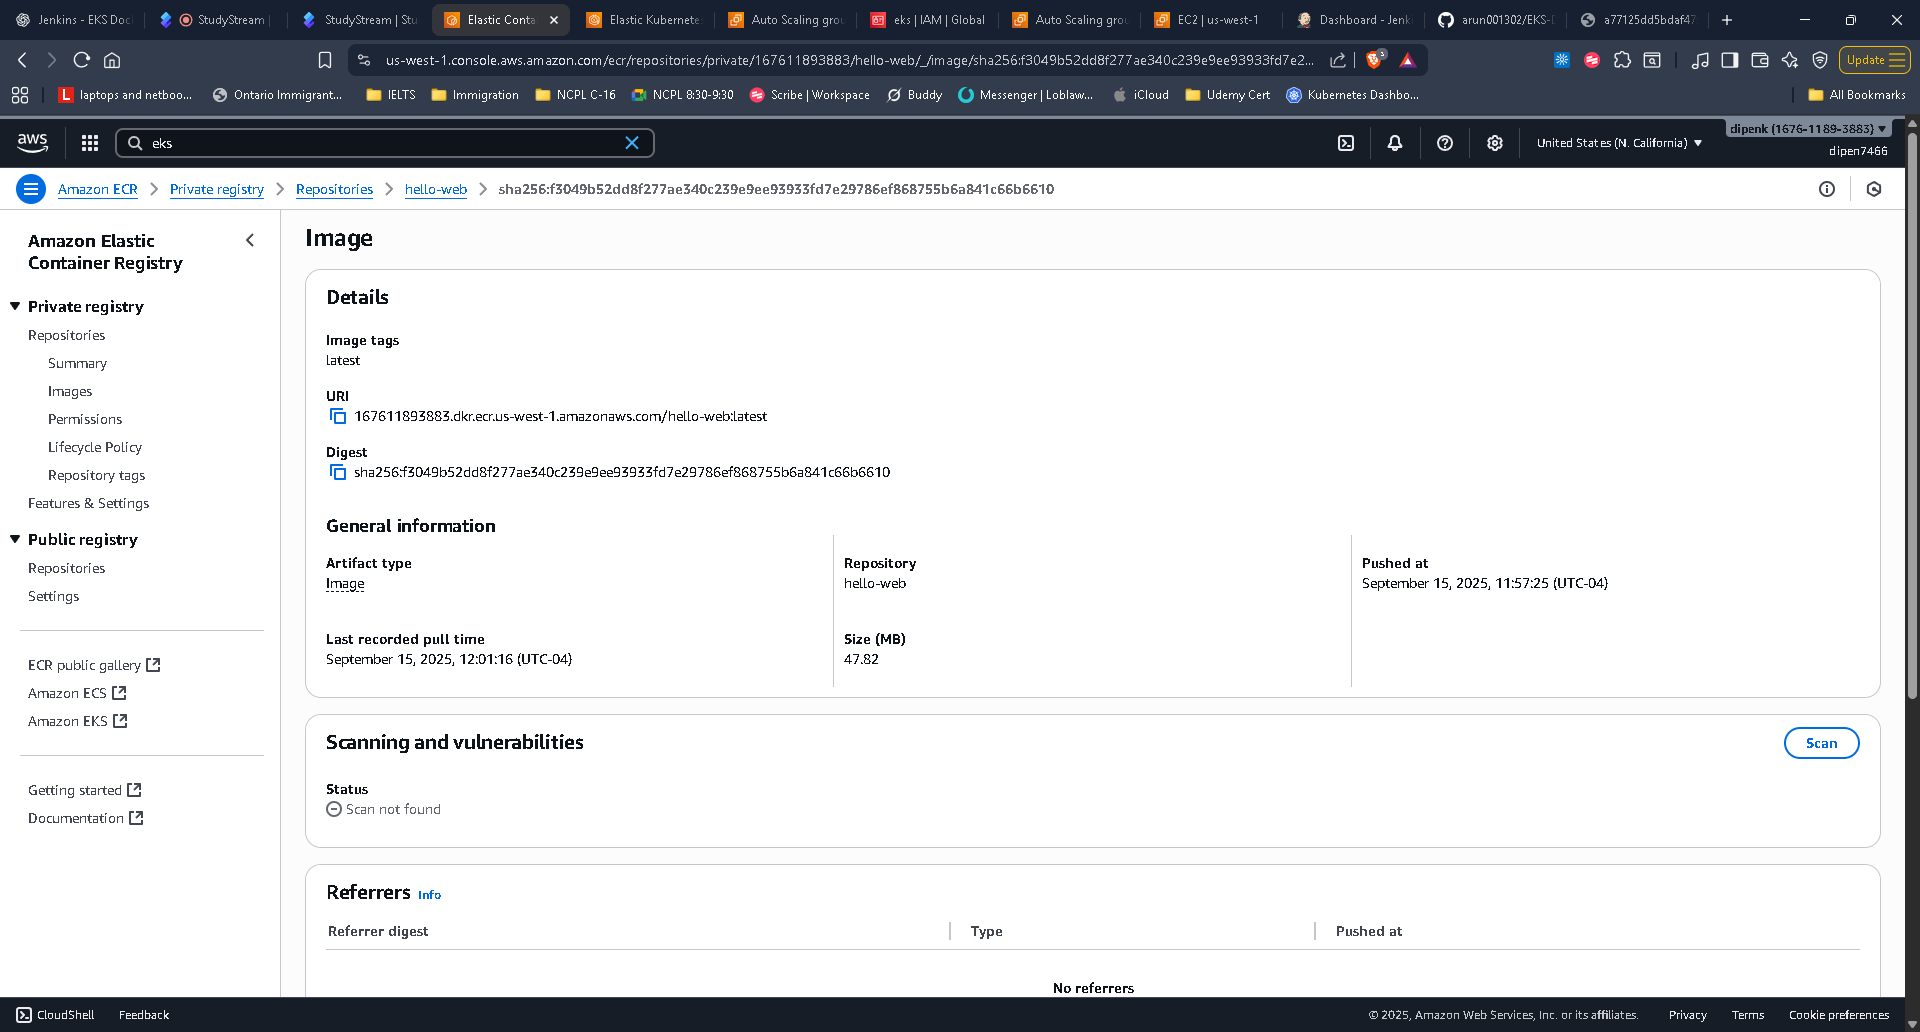 Jenkins - EKS Doc
StudyStream
StudyStream | Stu
Elastic Conta
Elastic Kubernete
Auto Scaling grou
eks | IAM | Global
Auto Scaling grou
EC2 | us-west-1
Dashboard - Jenk
arun001302/EKS-
a77125dd5bdaf47
us-west-1.console.aws.amazon.com/ecr/repositories/private/167611893883/hello-web/_/image/sha256:f3049b52dd8f277ae340c239e9ee93933fd7e2...
3
Update
laptops and netboo...
Ontario Immigrant...
IELTS
Immigration
NCPL C-16
NCPL 8:30-9:30
Scribe | Workspace
Buddy
Messenger | Loblaw...
iCloud
Udemy Cert
Kubernetes Dashbo...
All Bookmarks
aws
eks
United States (N. California)
dipenk (1676-1189-3883)
dipen7466
Amazon ECR
Private registry
Repositories
hello-web
sha256:f3049b52dd8f277ae340c239e9ee93933fd7e29786ef868755b6a841c66b6610
Amazon Elastic
Container Registry
Private registry
Repositories
Summary
Images
Permissions
Lifecycle Policy
Repository tags
Features & Settings
Public registry
Repositories
Settings
ECR public gallery
Amazon ECS
Amazon EKS
Getting started
Documentation
Image
Details
Image tags
latest
URI
167611893883.dkr.ecr.us-west-1.amazonaws.com/hello-web:latest
Digest
sha256:f3049b52dd8f277ae340c239e9ee93933fd7e29786ef868755b6a841c66b6610
General information
Artifact type
Image
Repository
hello-web
Pushed at
September 15, 2025, 11:57:25 (UTC-04)
Last recorded pull time
September 15, 2025, 12:01:16 (UTC-04)
Size (MB)
47.82
Scanning and vulnerabilities
Scan
Status
Scan not found
Referrers Info
Referrer digest
Type
Pushed at
No referrers
CloudShell
Feedback
© 2025, Amazon Web Services, Inc. or its affiliates.
Privacy
Terms
Cookie preferences